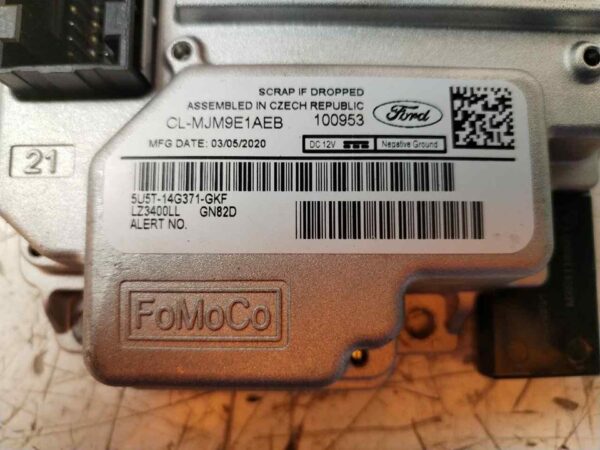 SCRAP IF DROPPED
ASSEMBLED IN CZECH REPUBLIC
CL-MJM9E1AEB 100953
Ford
MFG DATE: 03/05/2020
DC 12V
Negative Ground
21
5U5T-14G371-GKF
LZ3400LL GN82D
ALERT NO.
FoMoCo